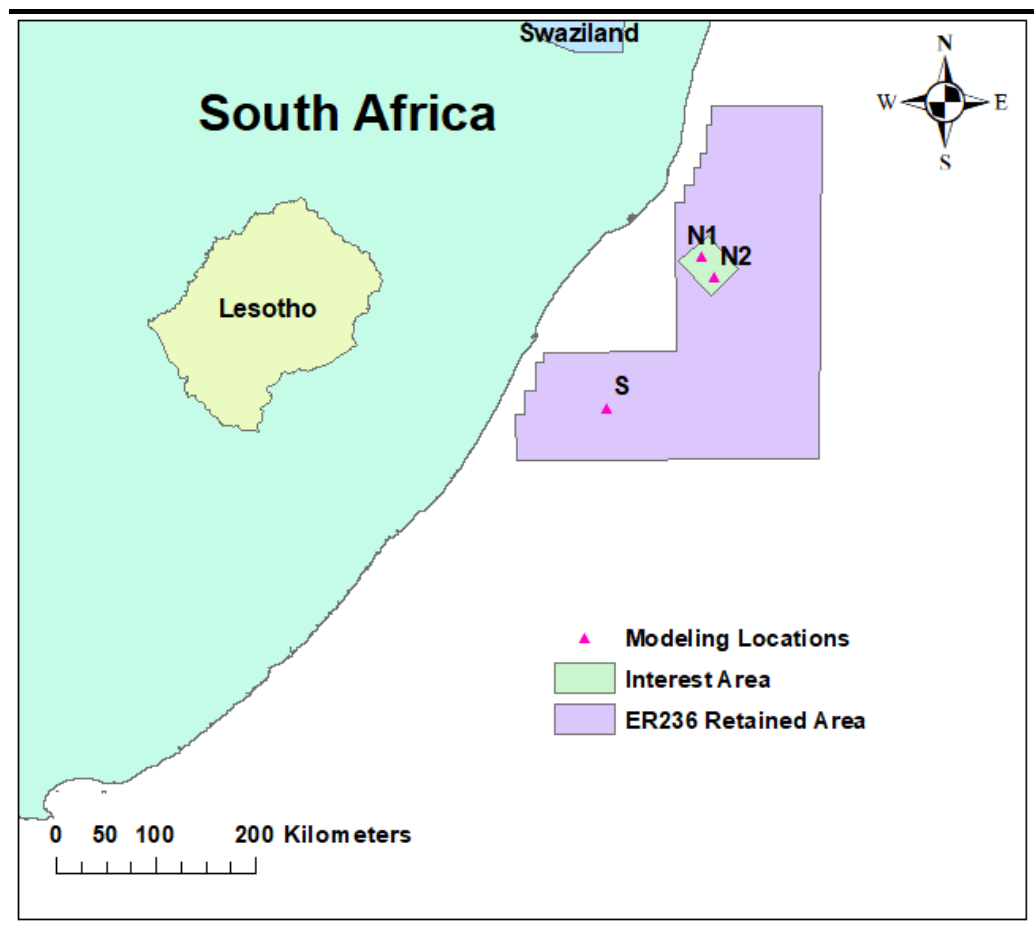 Swaziland
South Africa
N
W E
S
N1
N2
Lesotho
S
Modeling Locations
Interest Area
ER236 Retained Area
0 50 100 200 Kilometers